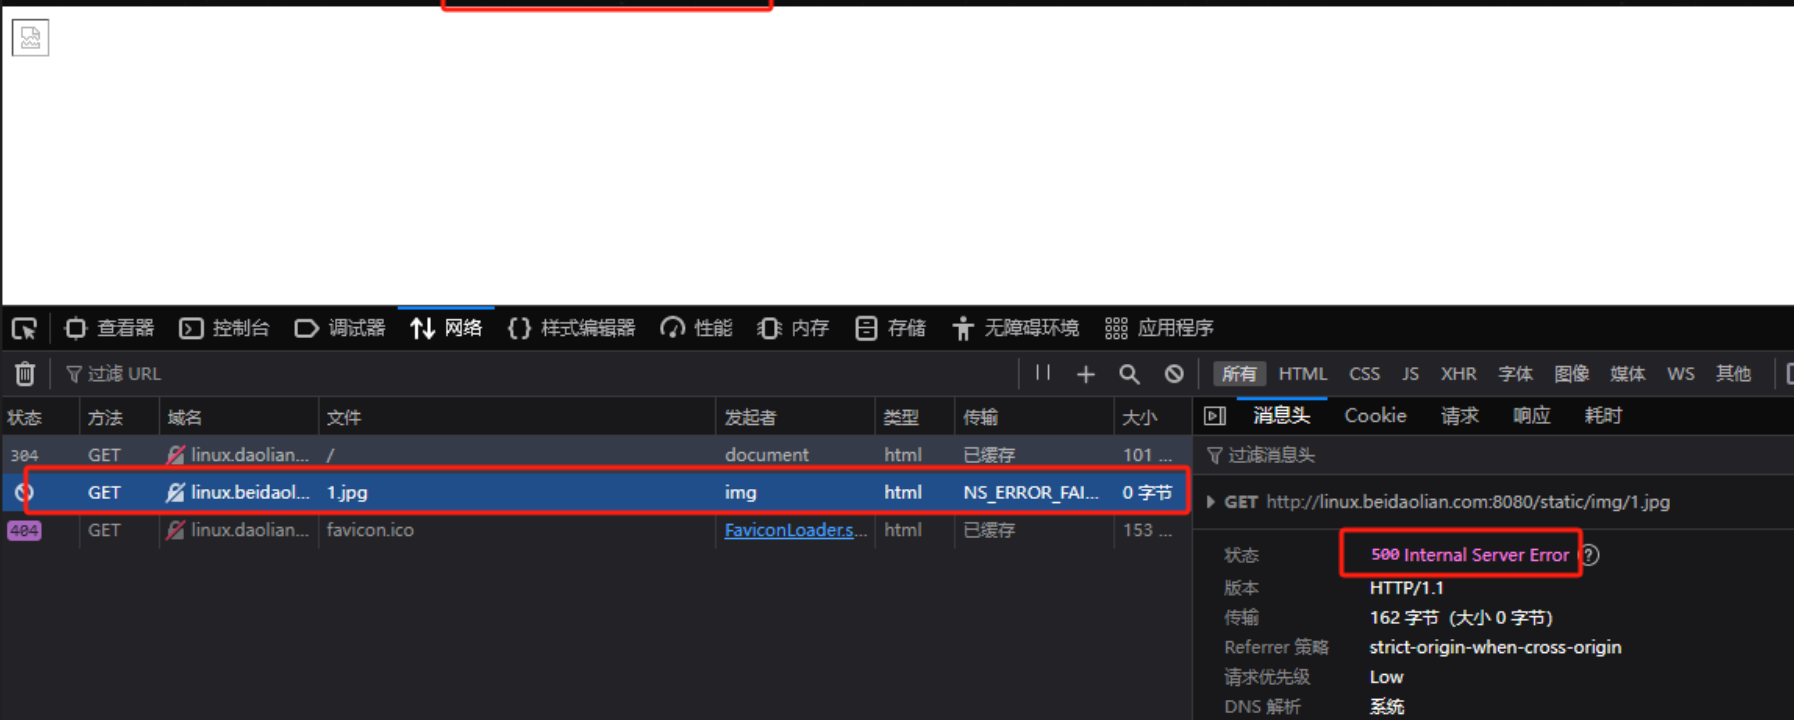 查看器 控制台 调试器 网络 样式编辑器 性能 内存 存储 无障碍环境 应用程序
过滤 URL 所有 HTML CSS JS XHR 字体 图像 媒体 WS 其他
状态 方法 域名 文件 发起者 类型 传输 大小 消息头 Cookie 请求 响应 耗时
304 GET linux.daolian... / document html 已缓存 101 ... 过滤消息头
GET linux.beidaol... 1.jpg img html NS_ERROR_FAI... 0 字节
GET http://linux.beidaolian.com:8080/static/img/1.jpg
404 GET linux.daolian... favicon.ico FaviconLoader.s... html 已缓存 153 ...
状态 500 Internal Server Error ?
版本 HTTP/1.1
传输 162 字节 (大小 0 字节)
Referrer 策略 strict-origin-when-cross-origin
请求优先级 Low
DNS 解析 系统